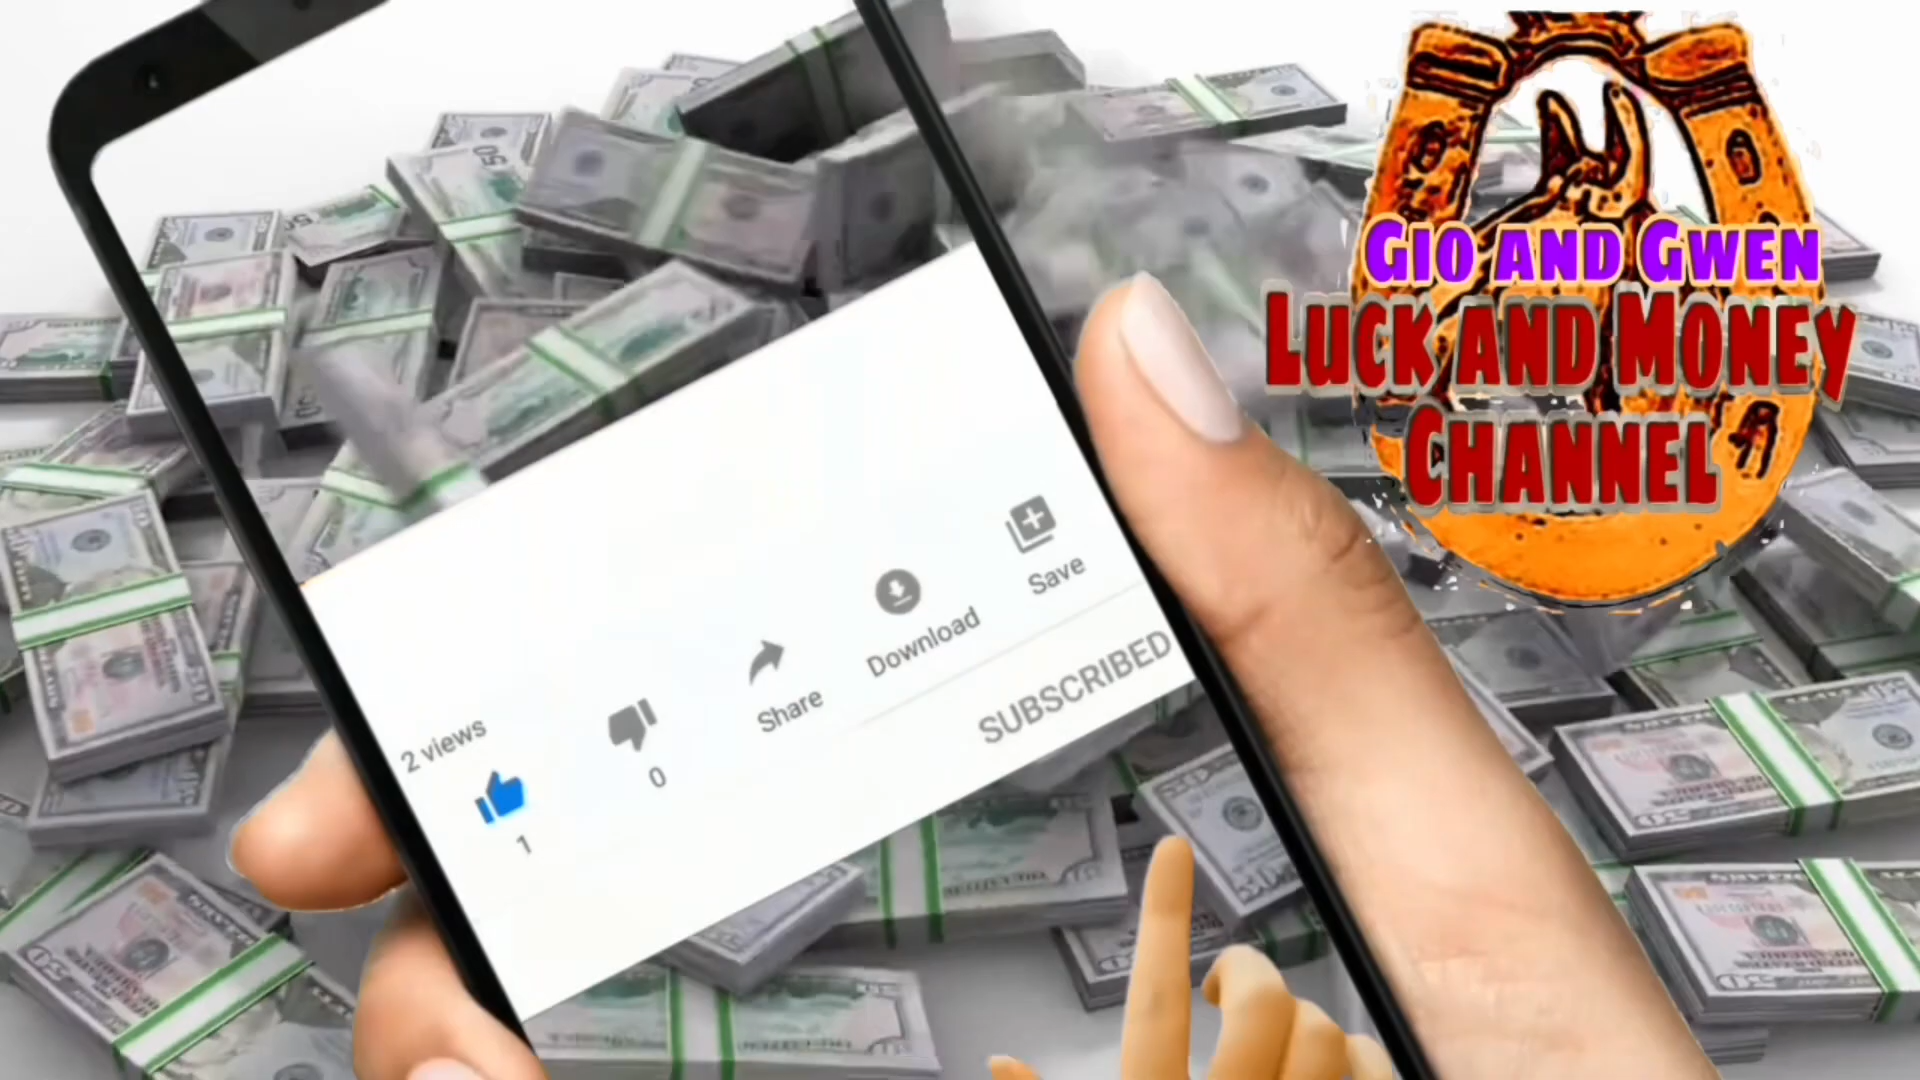 GIO AND GWEN
LUCK AND MONEY
CHANNEL
2 views
1
0
Share
Download
Save
SUBSCRIBED